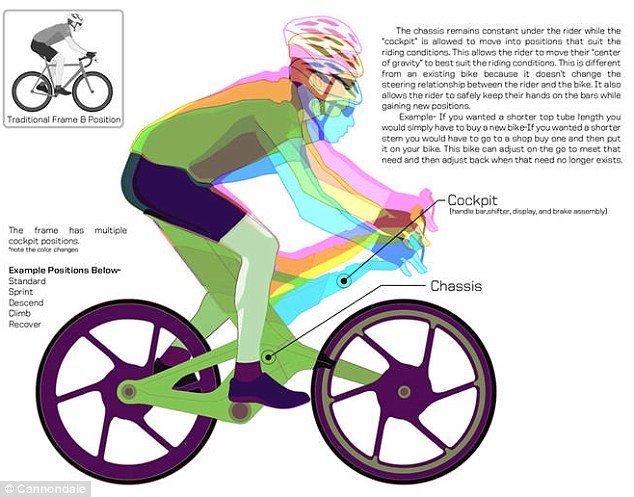 Traditional Frame & Position
The chassis remains constant under the rider while the
"cockpit" is allowed to move into positions that suit the
riding conditions. This allows the rider to move their "center
of gravity" to best suit the riding conditions. This is different
from an existing bike because it doesn't change the
steering relationship between the rider and the bike. It also
allows the rider to safely keep their hands on the bars while
gaining new positions.
Example- If you wanted a shorter top tube length you
would simply have to buy a new bike-If you wanted a shorter
stem you would have to go to a shop buy one and then put
it on your bike. This bike can adjust on the go to meet that
need and then adjust back when that need no longer exists.
Cockpit
(handle bar,shifter, display, and brake assembly)
The frame has multiple
cockpit positions.
*note the color changes
Example Positions Below-
Standard
Sprint
Descend
Climb
Recover
Chassis
© Cannondale